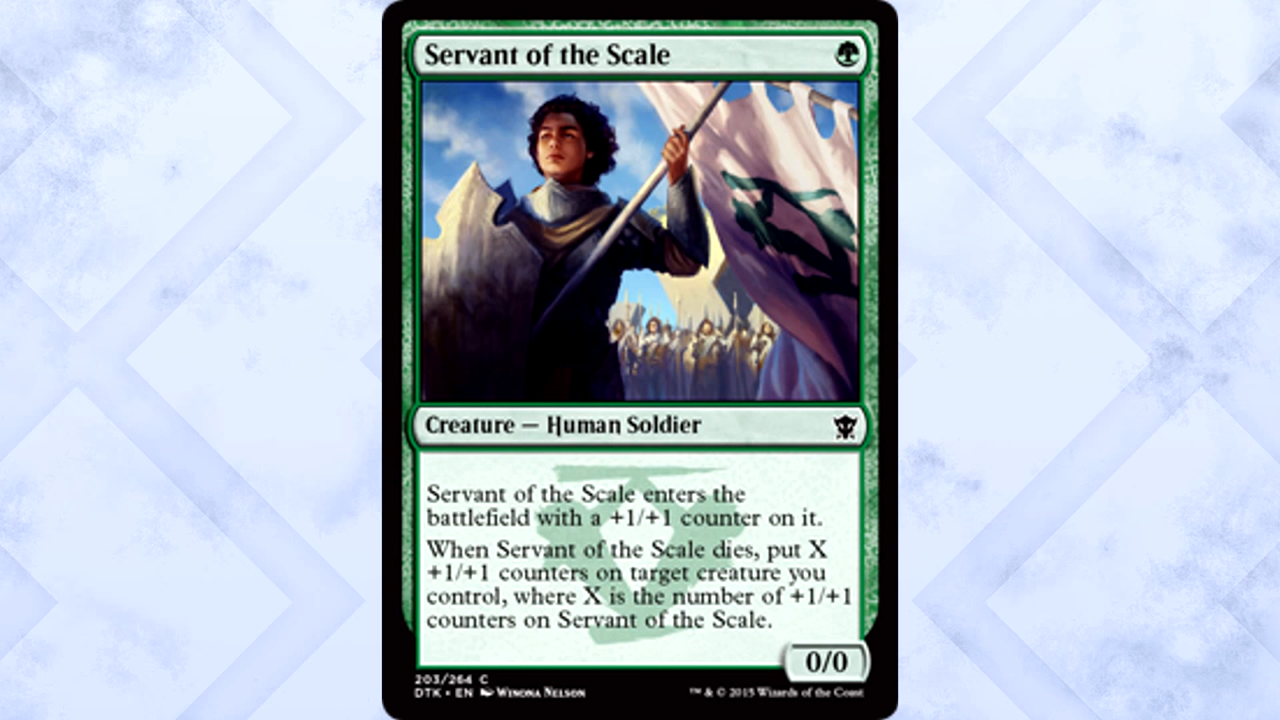 Servant of the Scale
Creature — Human Soldier
Servant of the Scale enters the
battlefield with a +1/+1 counter on it.
When Servant of the Scale dies, put X
+1/+1 counters on target creature you
control, where X is the number of +1/+1
counters on Servant of the Scale.
0/0
203/264 C
DTK • EN Winona Nelson
™ & © 2015 Wizards of the Coast